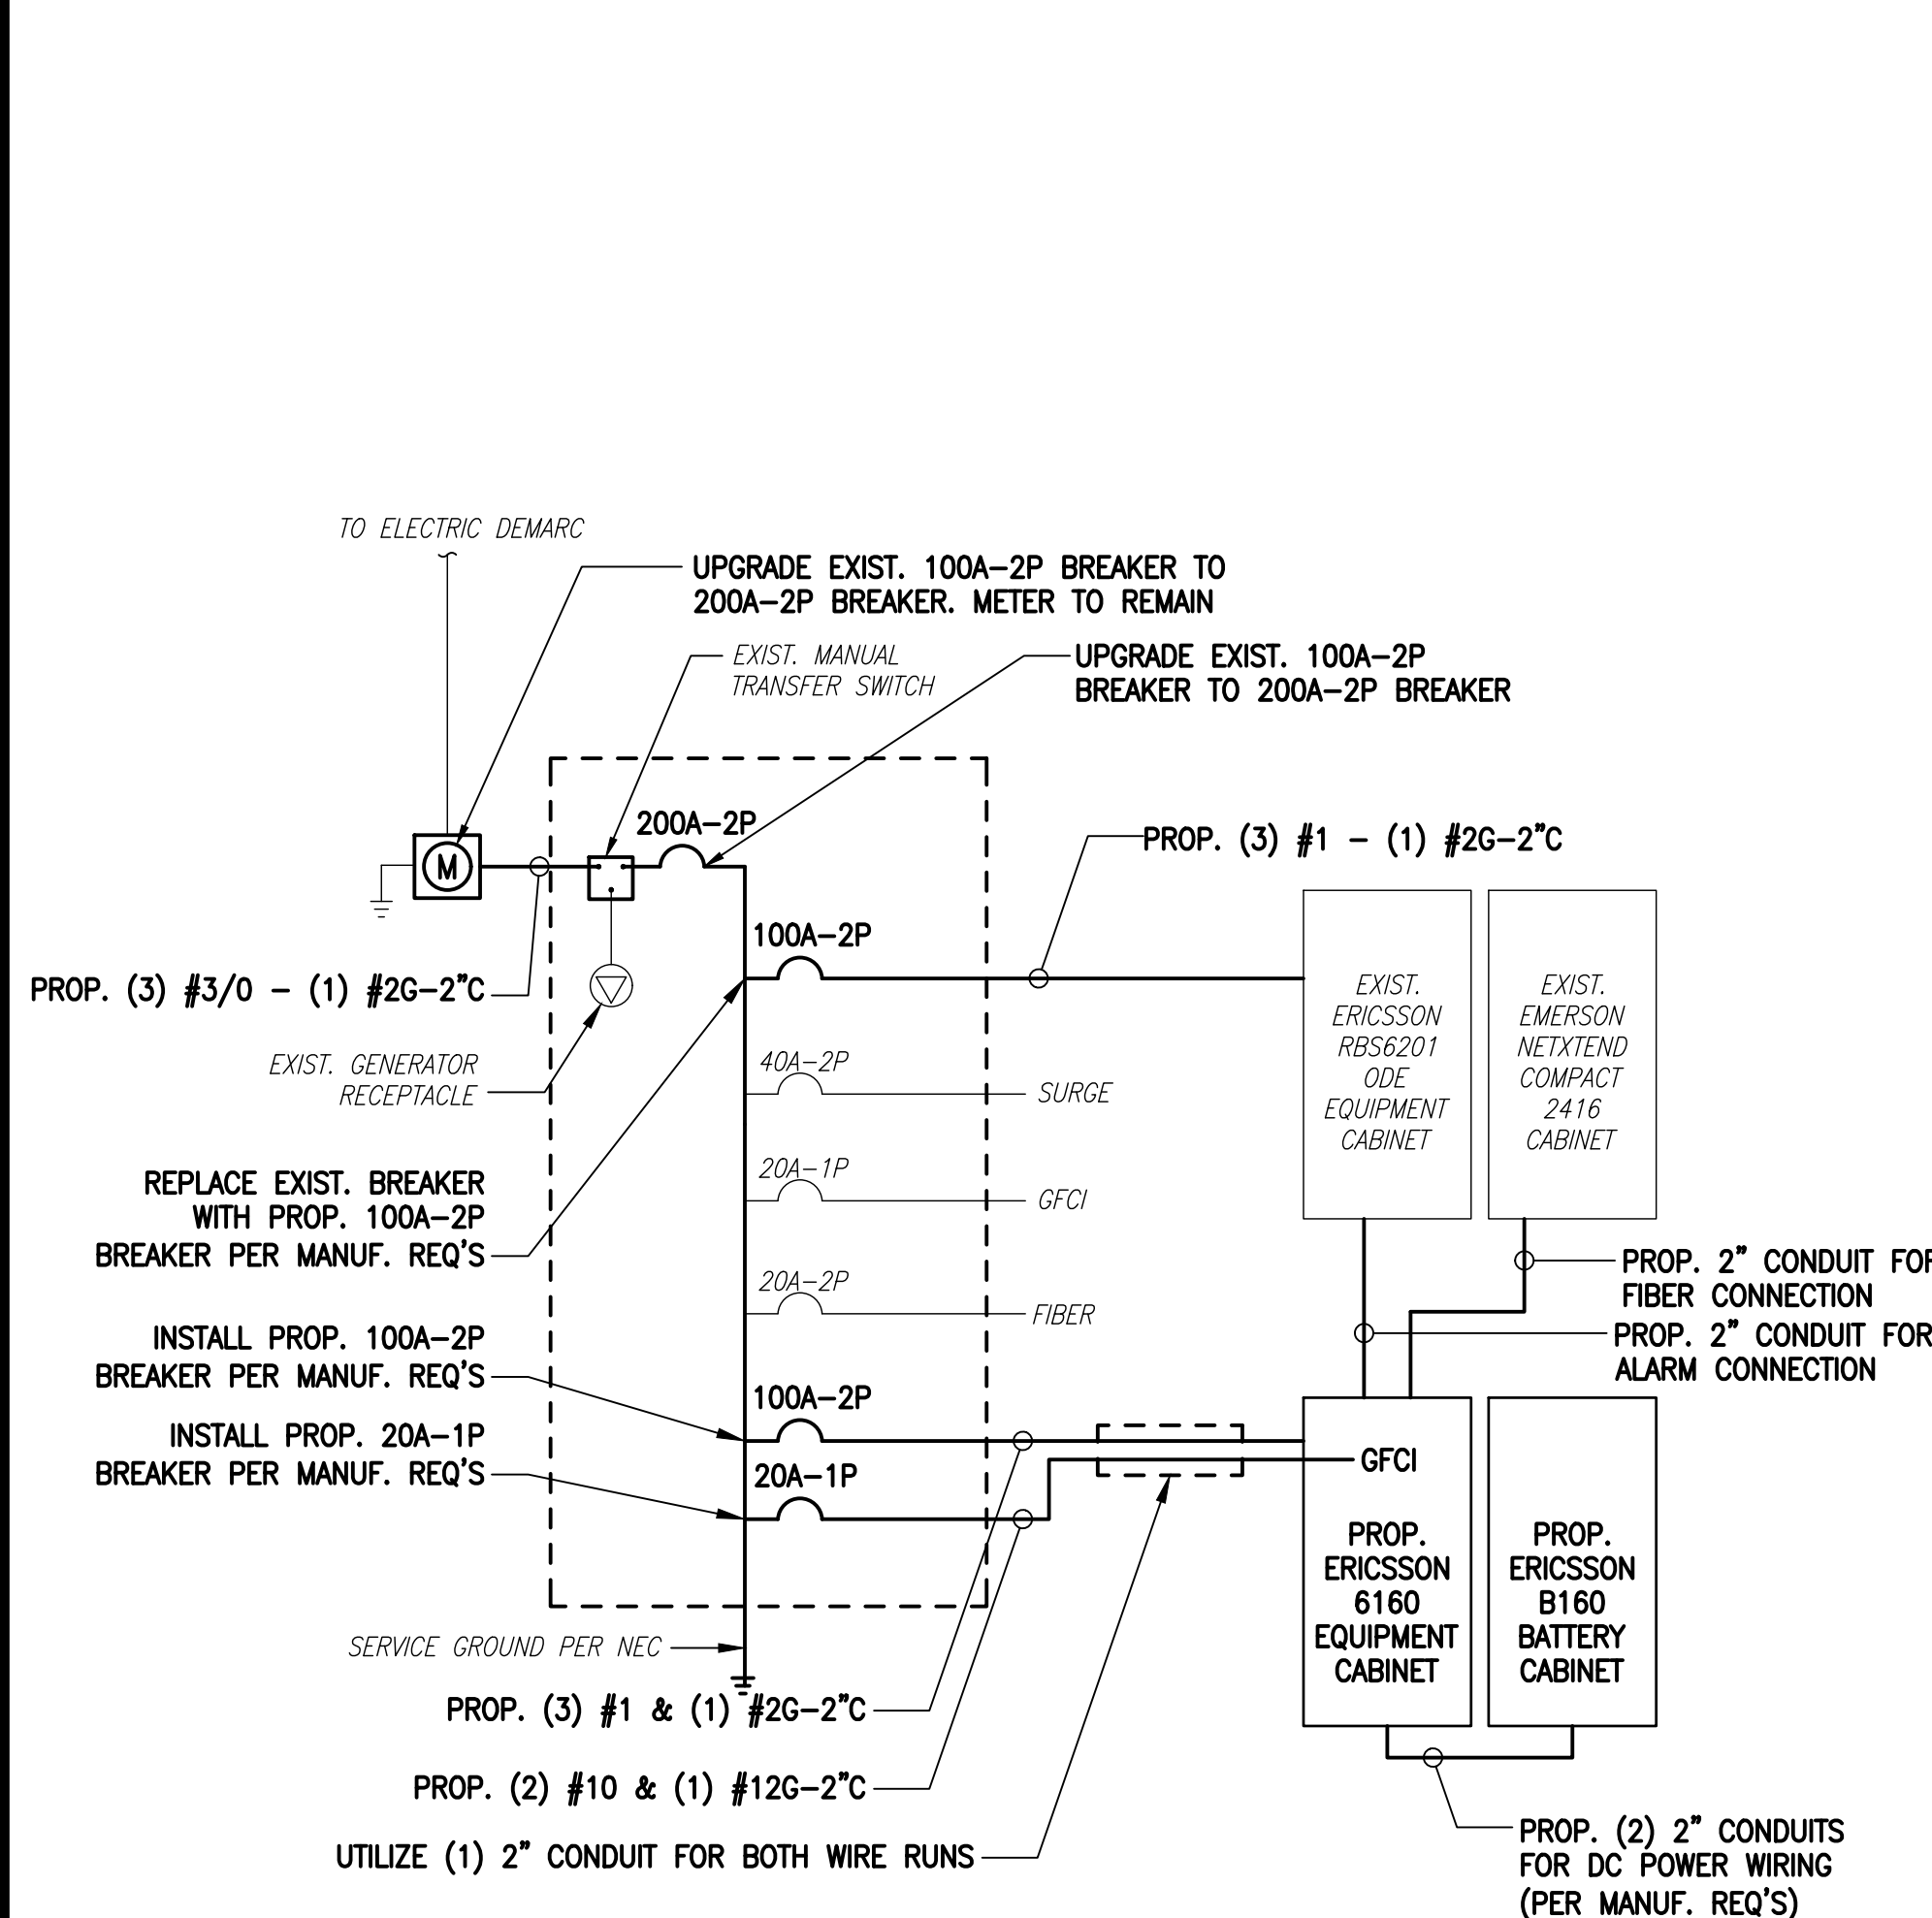 TO ELECTRIC DEMARC
UPGRADE EXIST. 100A-2P BREAKER TO
200A-2P BREAKER. METER TO REMAIN
EXIST. MANUAL
TRANSFER SWITCH
UPGRADE EXIST. 100A-2P
BREAKER TO 200A-2P BREAKER
200A-2P
M
PROP. (3) #1 - (1) #2G-2"C
100A-2P
PROP. (3) #3/0 - (1) #2G-2"C
EXIST.
ERICSSON
RBS6201
ODE
EQUIPMENT
CABINET
EXIST.
EMERSON
NETXTEND
COMPACT
2416
CABINET
EXIST. GENERATOR
RECEPTACLE
40A-2P
SURGE
20A-1P
GFCI
REPLACE EXIST. BREAKER
WITH PROP. 100A-2P
BREAKER PER MANUF. REQ'S
20A-2P
FIBER
PROP. 2" CONDUIT FOR
FIBER CONNECTION
PROP. 2" CONDUIT FOR
ALARM CONNECTION
INSTALL PROP. 100A-2P
BREAKER PER MANUF. REQ'S
100A-2P
INSTALL PROP. 20A-1P
BREAKER PER MANUF. REQ'S
20A-1P
GFCI
PROP.
ERICSSON
6160
EQUIPMENT
CABINET
PROP.
ERICSSON
B160
BATTERY
CABINET
SERVICE GROUND PER NEC
PROP. (3) #1 & (1) #2G-2"C
PROP. (2) #10 & (1) #12G-2"C
UTILIZE (1) 2" CONDUIT FOR BOTH WIRE RUNS
PROP. (2) 2" CONDUITS
FOR DC POWER WIRING
(PER MANUF. REQ'S)